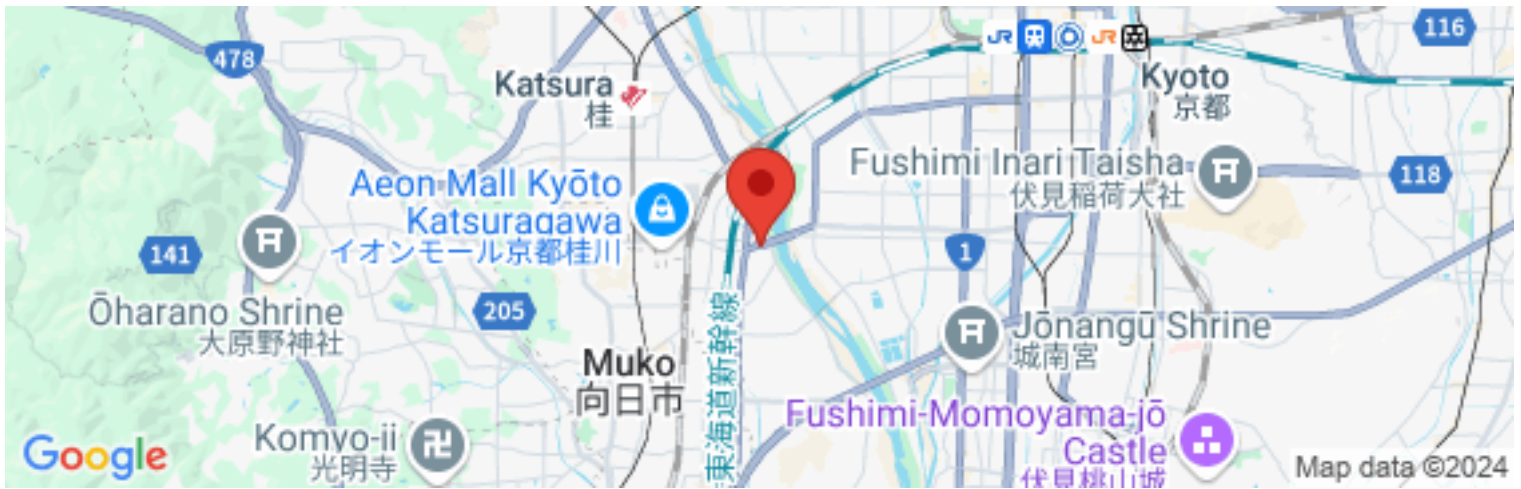 478
116
JR
JR
Katsura
桂
Kyoto
京都
Fushimi Inari Taisha
伏見稲荷大社
118
Aeon Mall Kyōto
Katsuragawa
イオンモール京都桂川
141
1
Ōharano Shrine
大原野神社
205
Jōnangū Shrine
城南宮
Muko
向日市
東海道新幹線
Fushimi-Momoyama-jō
Castle
伏見桃山城
Komyo-ji
光明寺
Google
Map data ©2024